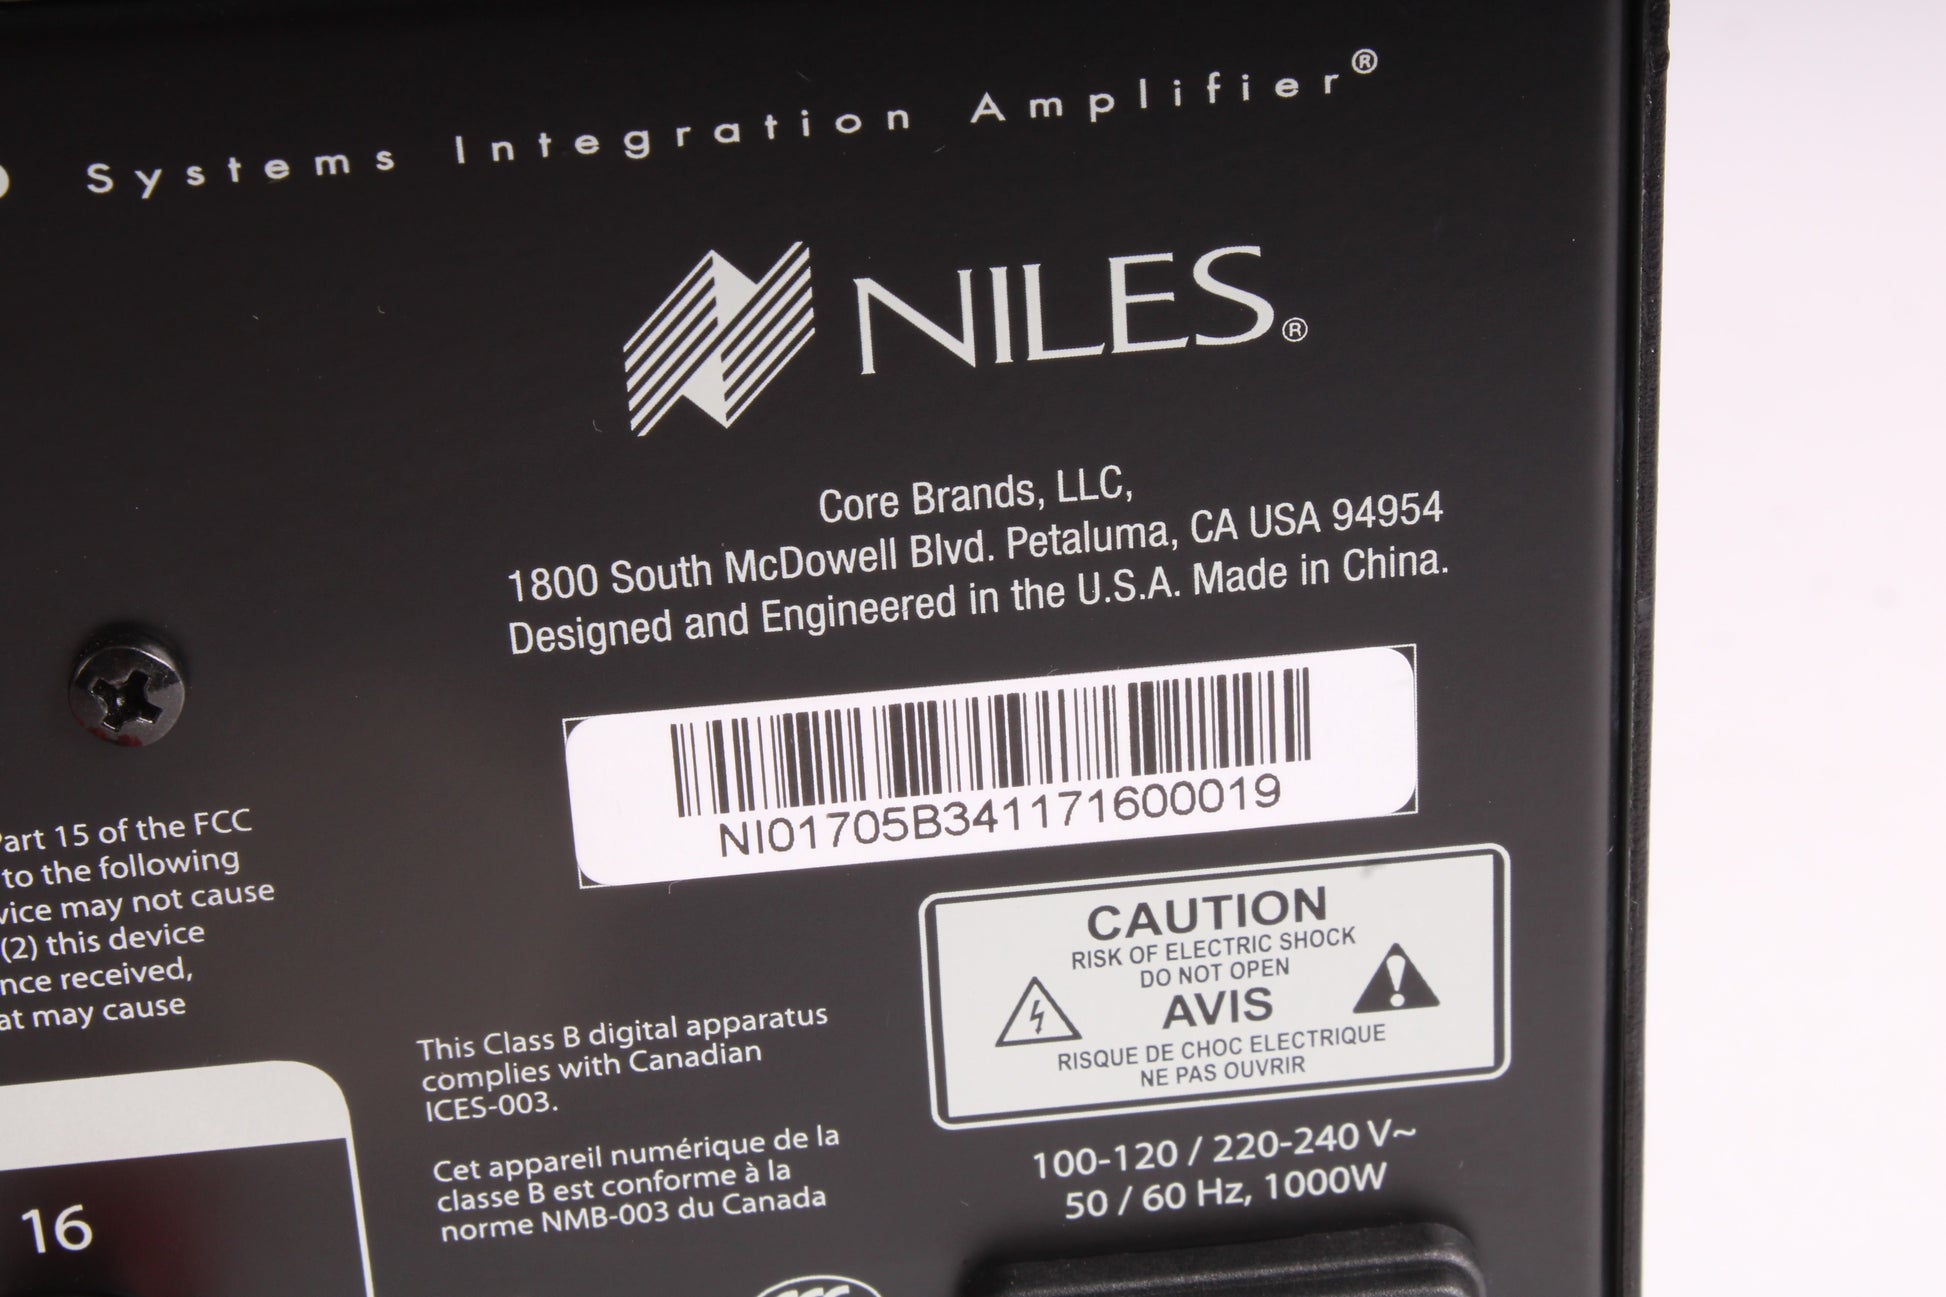 Systems Integration Amplifier®
NILES®
Core Brands, LLC,
1800 South McDowell Blvd. Petaluma, CA USA 94954
Designed and Engineered in the U.S.A. Made in China.
NI01705B341171600019
15 of the FCC
to the following
may not cause
(2) this device
received,
may cause
16
This Class B digital apparatus
complies with Canadian
ICES-003.
Cet appareil numérique de la
classe B est conforme à la
norme NMB-003 du Canada
CAUTION
RISK OF ELECTRIC SHOCK
DO NOT OPEN
AVIS
RISQUE DE CHOC ELECTRIQUE
NE PAS OUVRIR
100-120 / 220-240 V~
50 / 60 Hz, 1000W